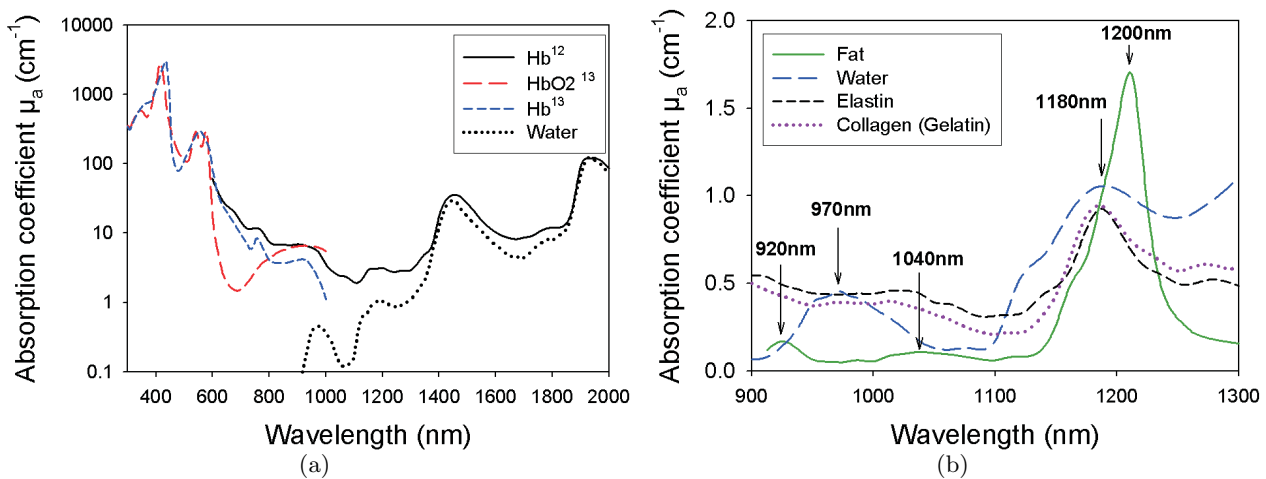 Absorption coefficient μa (cm-1)
10000
1000
100
10
1
0.1
Hb12
HbO2 13
Hb13
Water
400 600 800 1000 1200 1400 1600 1800 2000
Wavelength (nm)
(a)
Absorption coefficient μa (cm-1)
2.0
1.5
1.0
0.5
0.0
Fat
Water
Elastin
Collagen (Gelatin)
920nm
970nm
1040nm
1180nm
1200nm
900 1000 1100 1200 1300
Wavelength (nm)
(b)